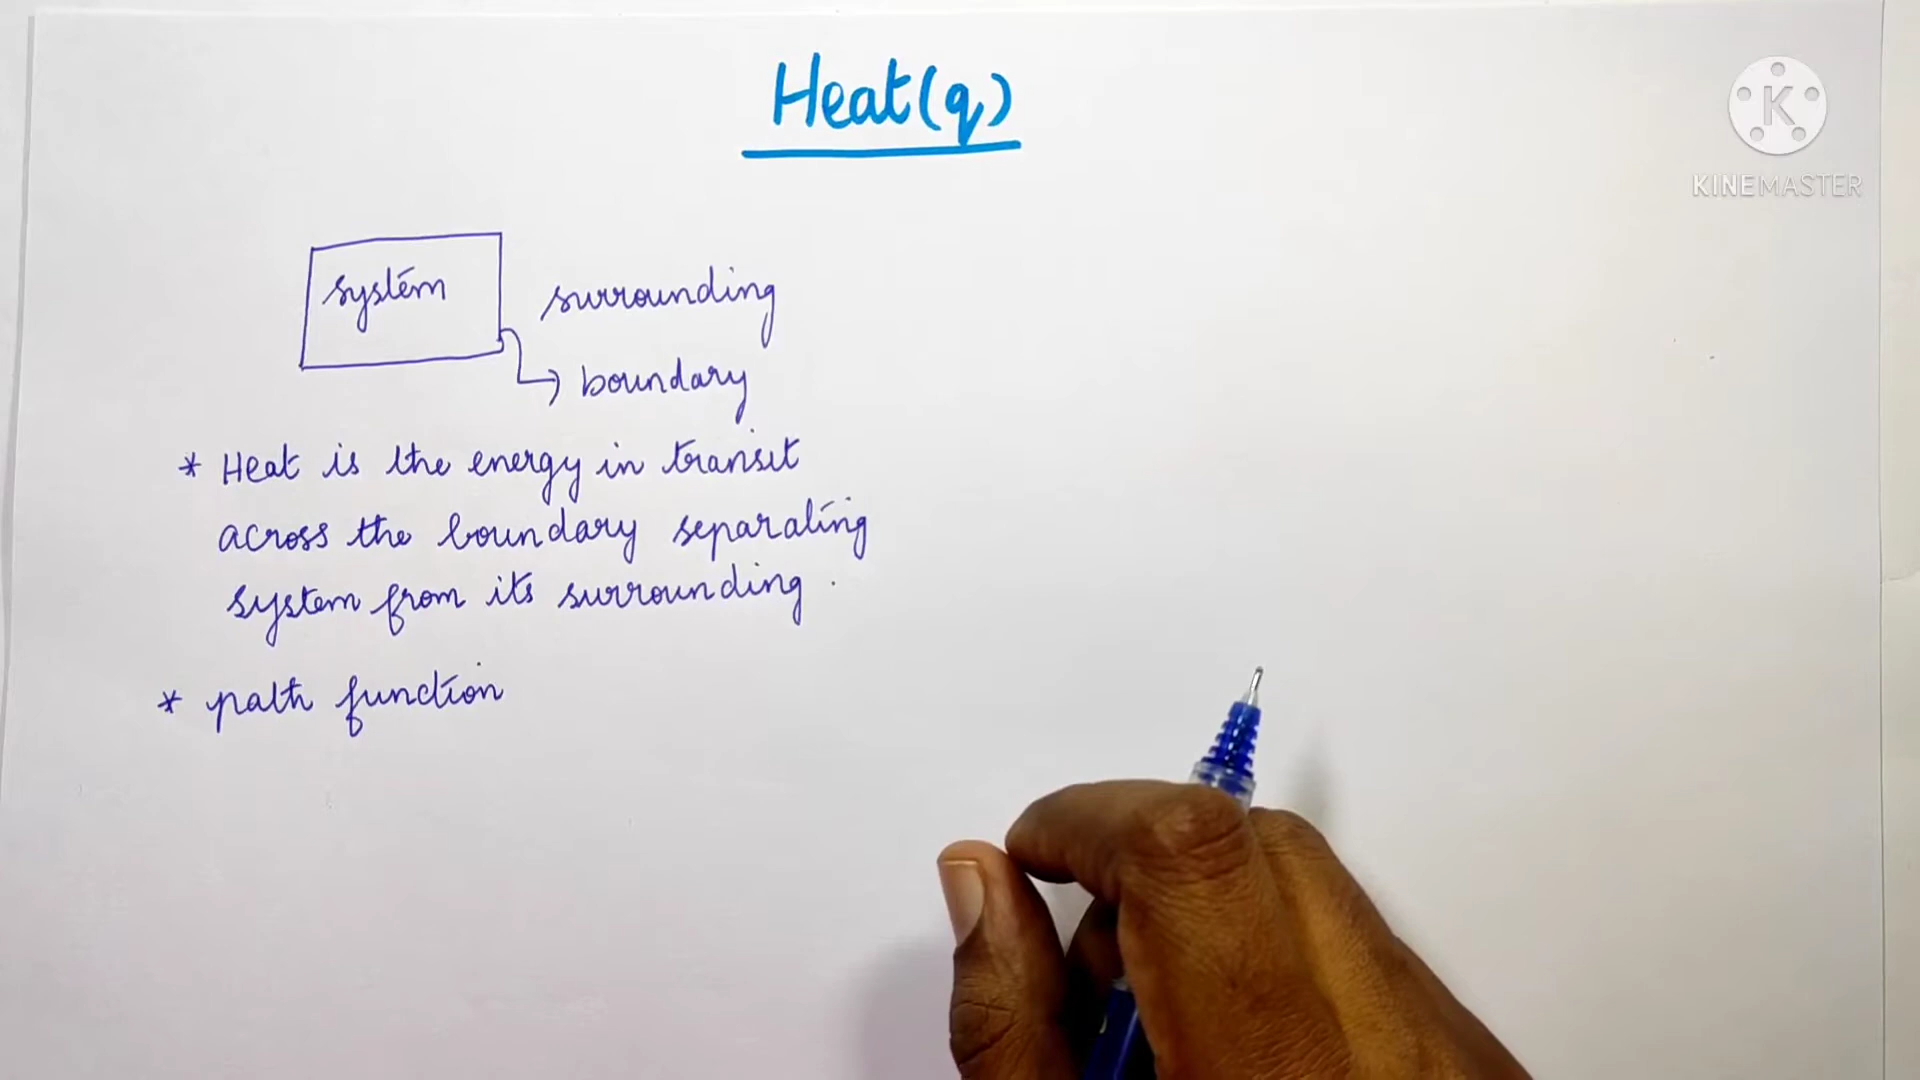 Heat (q)
K
KINEMASTER
system
surrounding
boundary
* Heat is the energy in transit
across the boundary separating
system from its surrounding.
* path function